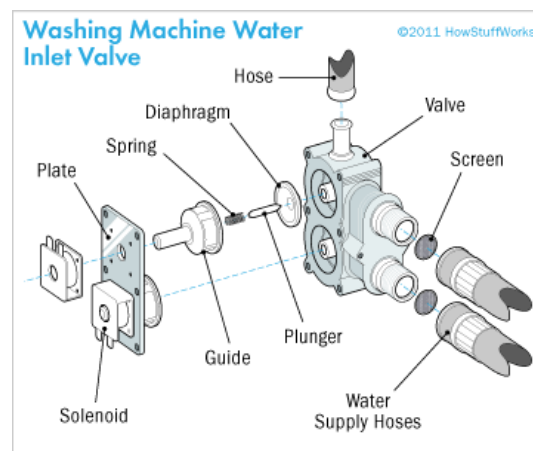 Washing Machine Water
Inlet Valve
©2011 HowStuffWorks
Hose
Diaphragm
Valve
Spring
Screen
Plate
Plunger
Guide
Solenoid
Water
Supply Hoses